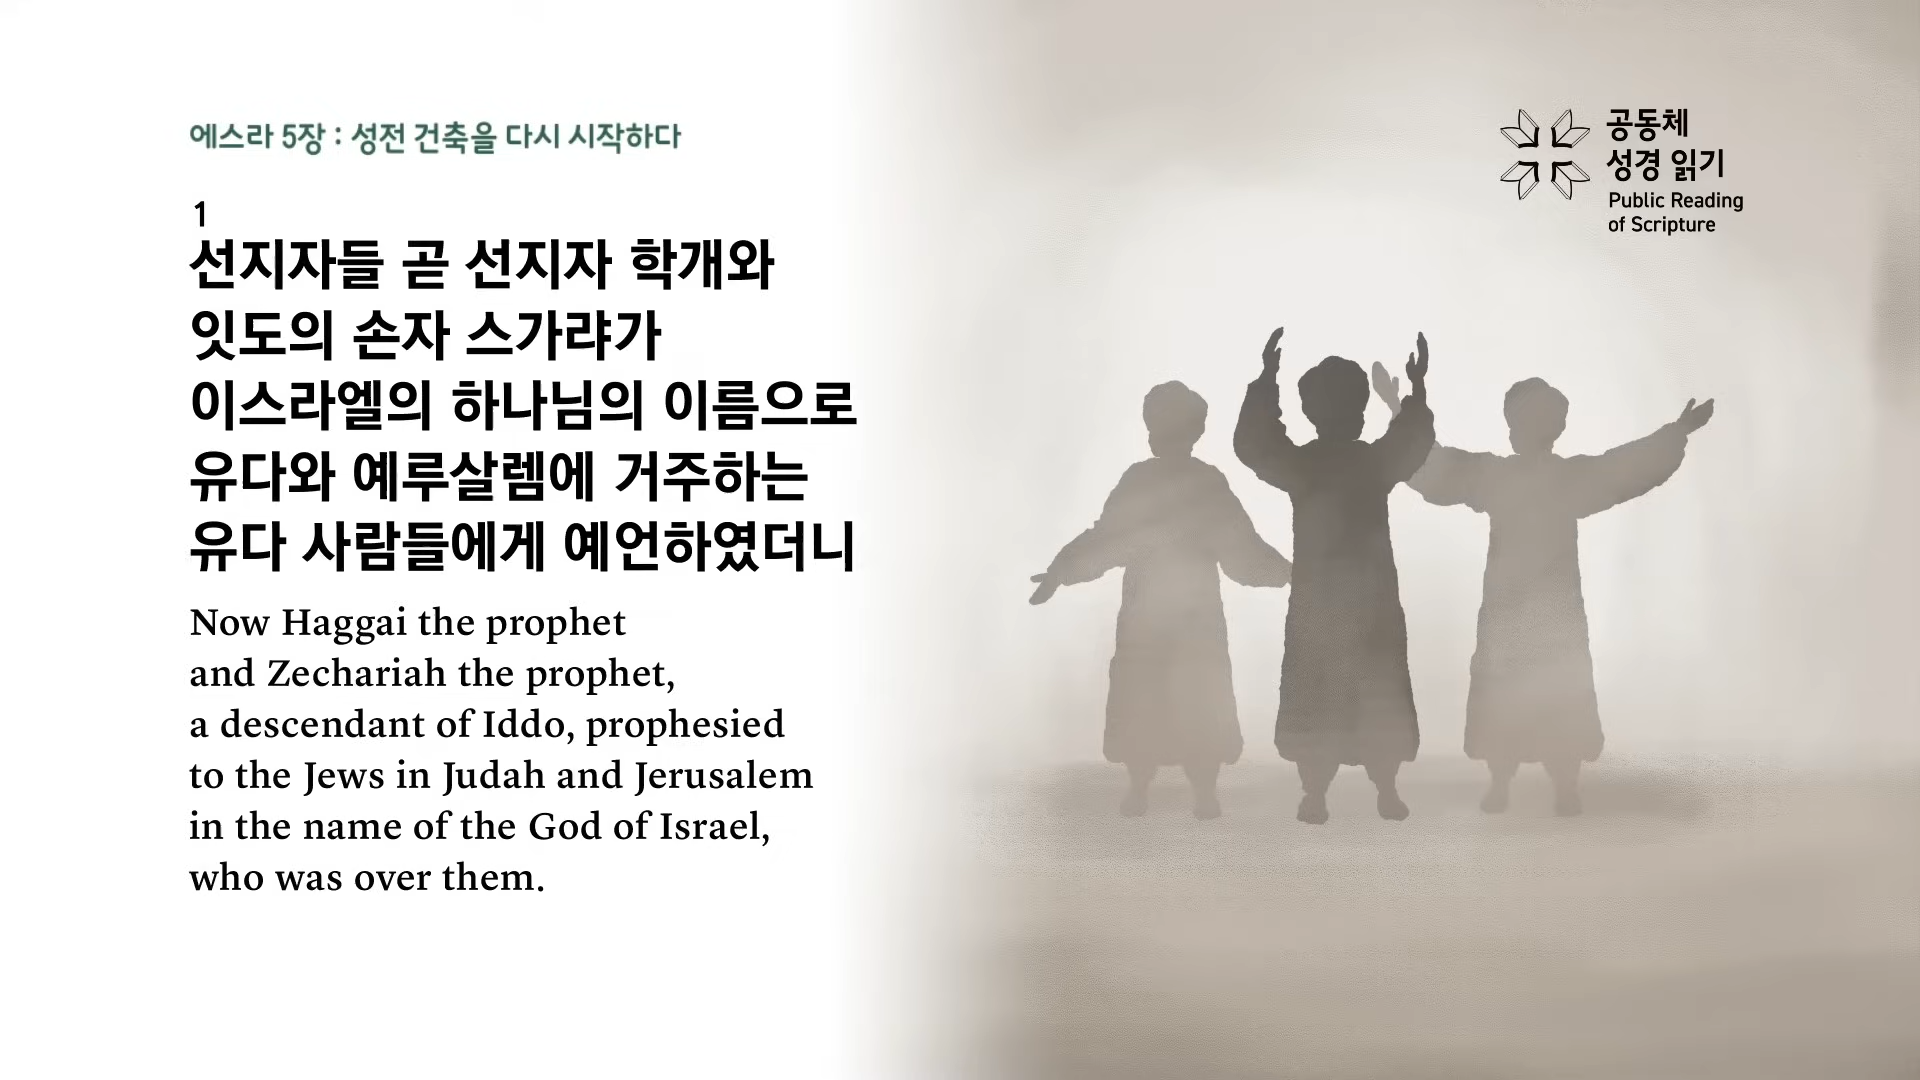 에스라 5장 : 성전 건축을 다시 시작하다
1
선지자들 곧 선지자 학개와
잇도의 손자 스가랴가
이스라엘의 하나님의 이름으로
유다와 예루살렘에 거주하는
유다 사람들에게 예언하였더니
Now Haggai the prophet
and Zechariah the prophet,
a descendant of Iddo, prophesied
to the Jews in Judah and Jerusalem
in the name of the God of Israel,
who was over them.
공동체
성경 읽기
Public Reading
of Scripture